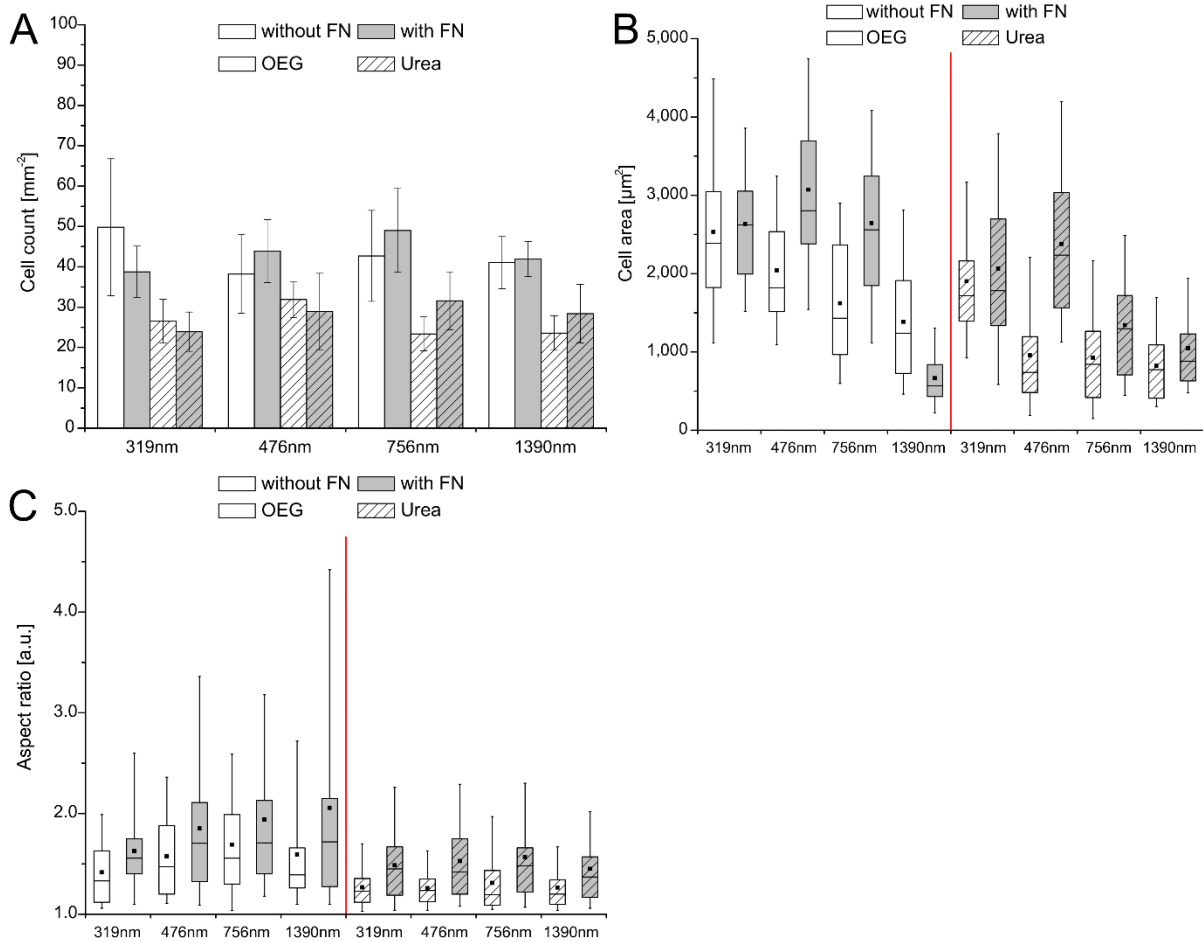 A
without FN with FN
OEG Urea
100
90
80
70
60
50
40
30
20
10
0
Cell count [mm⁻²]
319nm 476nm 756nm 1390nm
B
without FN with FN
OEG Urea
5,000
4,000
3,000
2,000
1,000
0
Cell area [µm²]
319nm 476nm 756nm 1390nm 319nm 476nm 756nm 1390nm
C
without FN with FN
OEG Urea
5.0
4.0
3.0
2.0
1.0
Aspect ratio [a.u.]
319nm 476nm 756nm 1390nm 319nm 476nm 756nm 1390nm